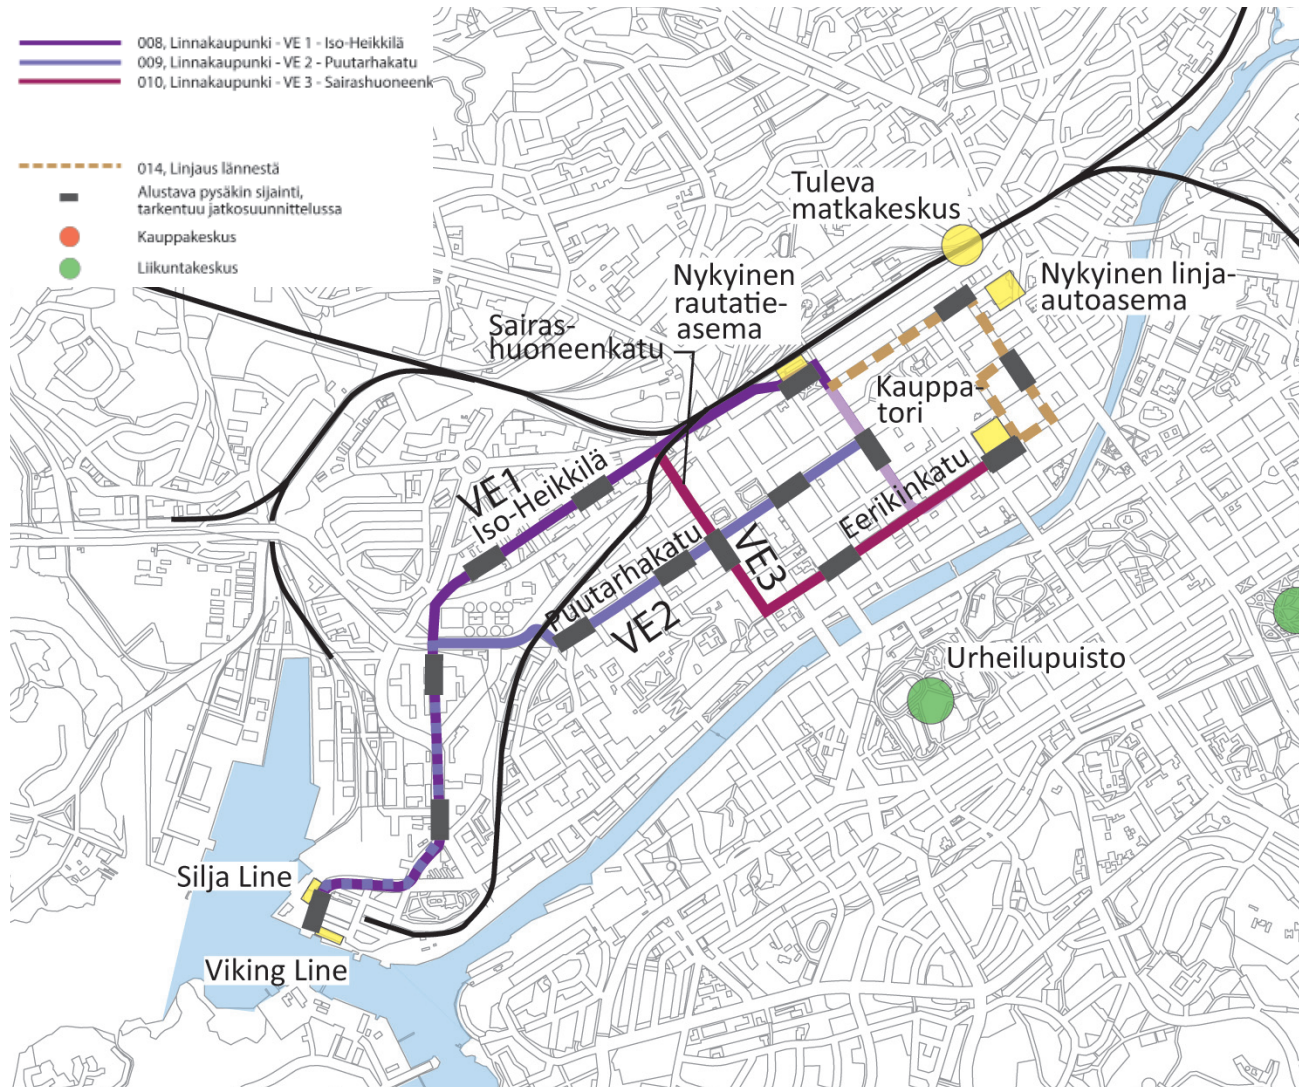 008, Linnakaupunki - VE 1 - Iso-Heikkilä
009, Linnakaupunki - VE 2 - Puutarhakatu
010, Linnakaupunki - VE 3 - Sairashuoneenk
014, Linjaus lännestä
Alustava pysäkin sijainti,
tarkentuu jatkosuunnittelussa
Kauppakeskus
Liikuntakeskus
Tuleva
matkakeskus
Nykyinen
rautatie-
asema
Nykyinen linja-
autoasema
Sairas-
huoneenkatu
Kauppa-
tori
VE1
Iso-Heikkilä
Eerikinkatu
Puutarhakatu
VE3
VE2
Urheilupuisto
Silja Line
Viking Line